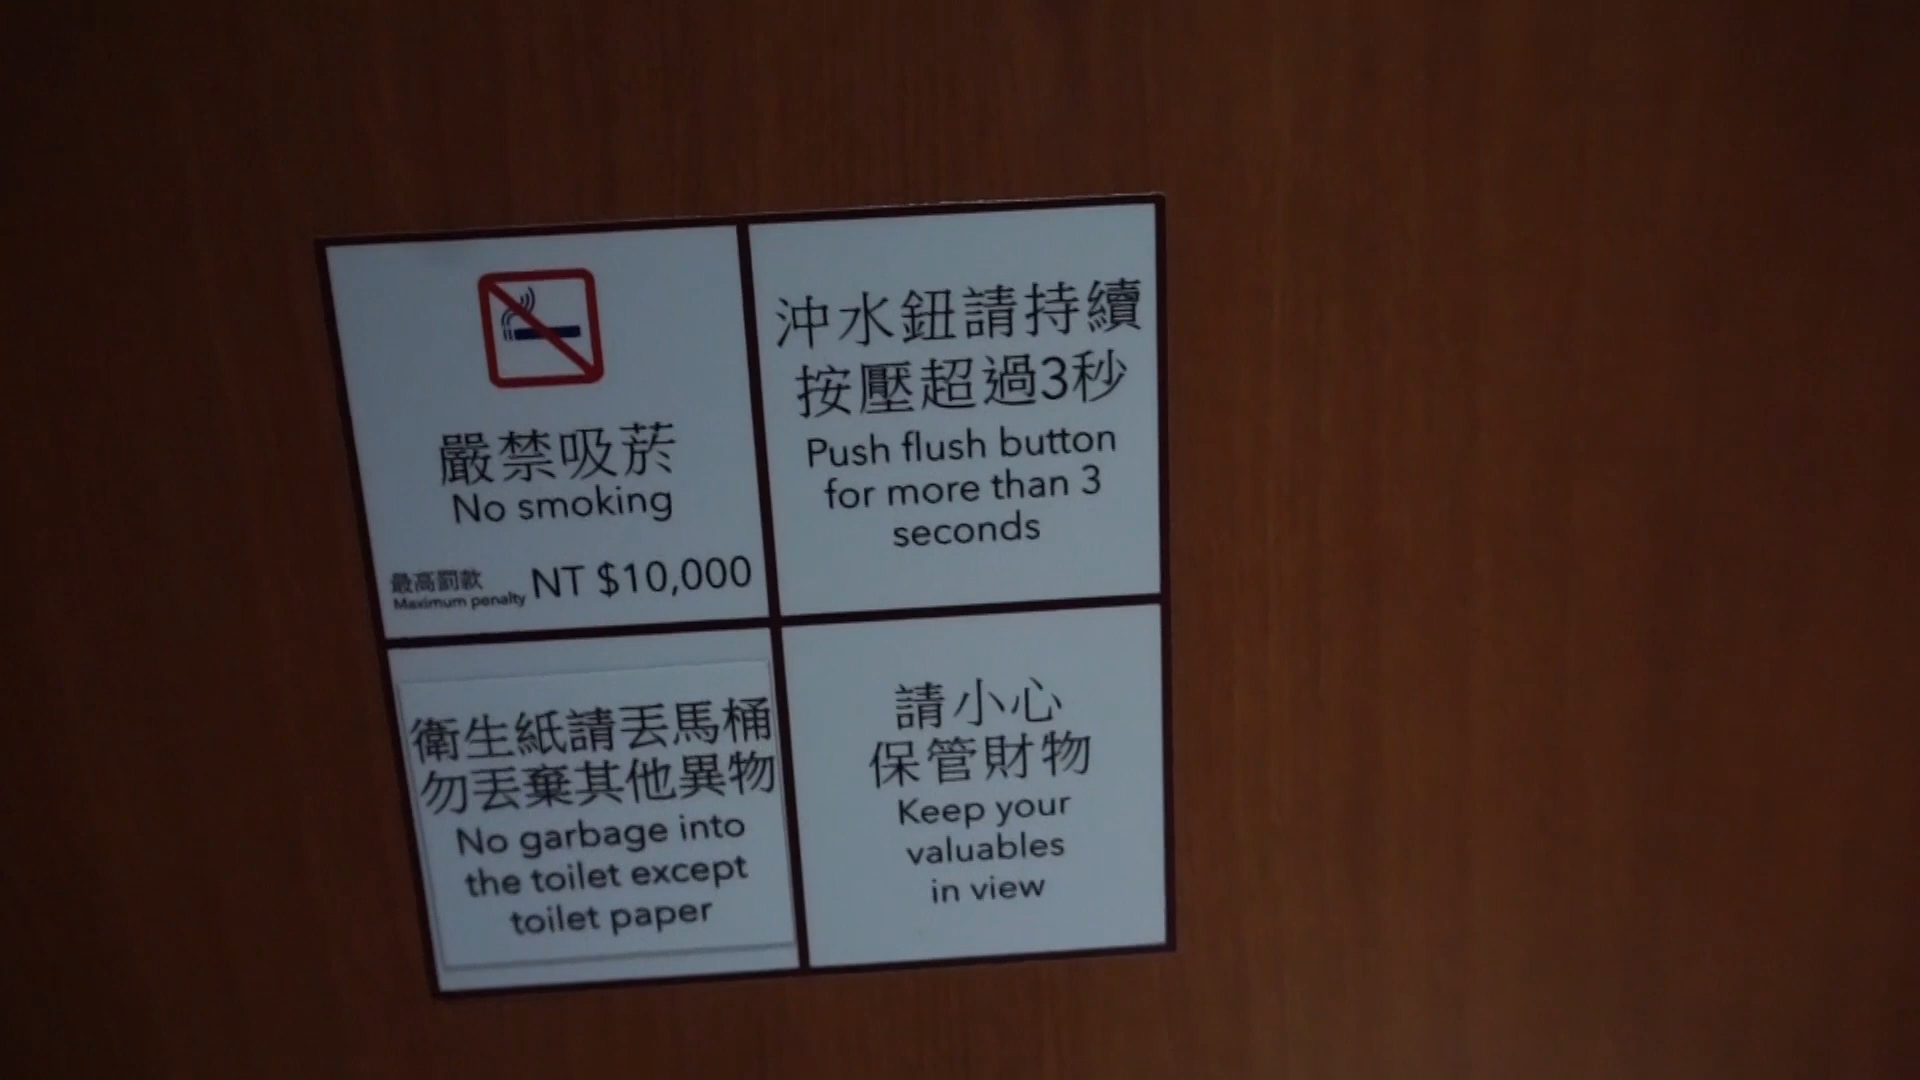 嚴禁吸菸
No smoking
最高罰款
Maximum penalty
NT $10,000
沖水鈕請持續
按壓超過3秒
Push flush button
for more than 3
seconds
衛生紙請丟馬桶
勿丟棄其他異物
No garbage into
the toilet except
toilet paper
請小心
保管財物
Keep your
valuables
in view